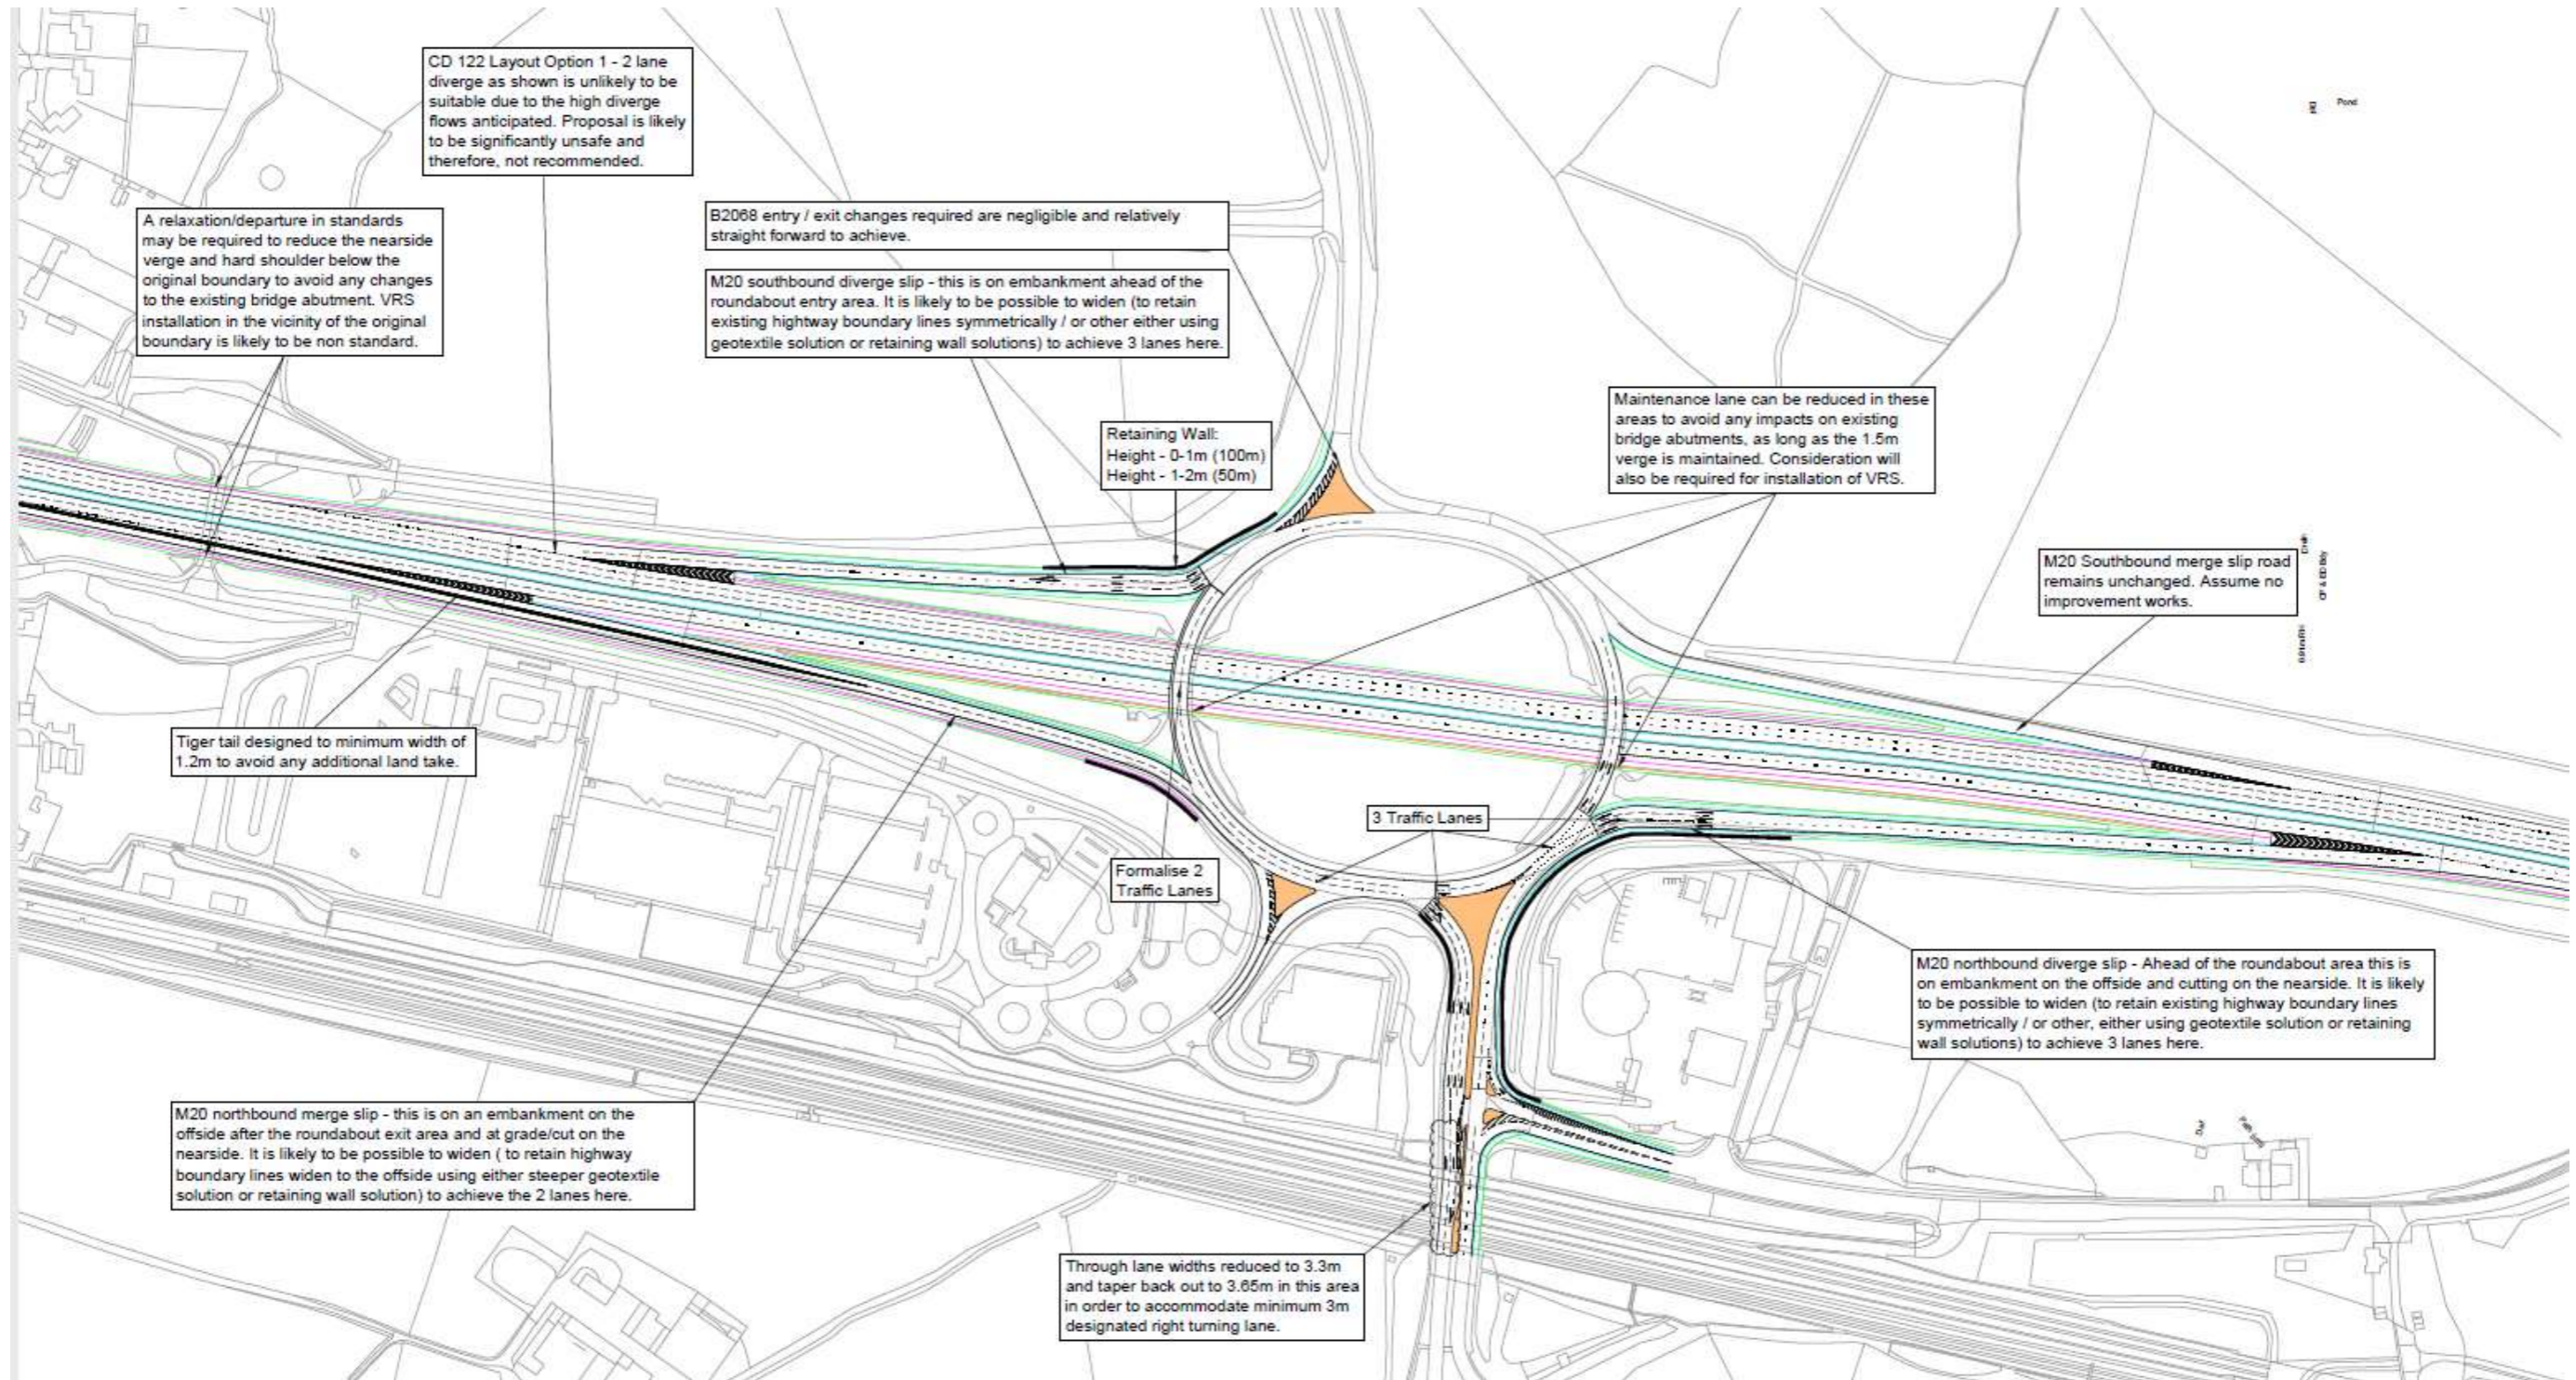 CD 122 Layout Option 1 - 2 lane
diverge as shown is unlikely to be
suitable due to the high diverge
flows anticipated. Proposal is likely
to be significantly unsafe and
therefore, not recommended.
Pond
A relaxation/departure in standards
may be required to reduce the nearside
verge and hard shoulder below the
original boundary to avoid any changes
to the existing bridge abutment. VRS
installation in the vicinity of the original
boundary is likely to be non standard.
B2068 entry / exit changes required are negligible and relatively
straight forward to achieve.
M20 southbound diverge slip - this is on embankment ahead of the
roundabout entry area. It is likely to be possible to widen (to retain
existing hightway boundary lines symmetrically / or other either using
geotextile solution or retaining wall solutions) to achieve 3 lanes here.
Retaining Wall:
Height - 0-1m (100m)
Height - 1-2m (50m)
Maintenance lane can be reduced in these
areas to avoid any impacts on existing
bridge abutments, as long as the 1.5m
verge is maintained. Consideration will
also be required for installation of VRS.
M20 Southbound merge slip road
remains unchanged. Assume no
improvement works.
Drain
Tiger tail designed to minimum width of
1.2m to avoid any additional land take.
3 Traffic Lanes
Formalise 2
Traffic Lanes
M20 northbound diverge slip - Ahead of the roundabout area this is
on embankment on the offside and cutting on the nearside. It is likely
to be possible to widen (to retain existing highway boundary lines
symmetrically / or other, either using geotextile solution or retaining
wall solutions) to achieve 3 lanes here.
M20 northbound merge slip - this is on an embankment on the
offside after the roundabout exit area and at grade/cut on the
nearside. It is likely to be possible to widen ( to retain highway
boundary lines widen to the offside using either steeper geotextile
solution or retaining wall solution) to achieve the 2 lanes here.
Path (um)
Through lane widths reduced to 3.3m
and taper back out to 3.65m in this area
in order to accommodate minimum 3m
designated right turning lane.